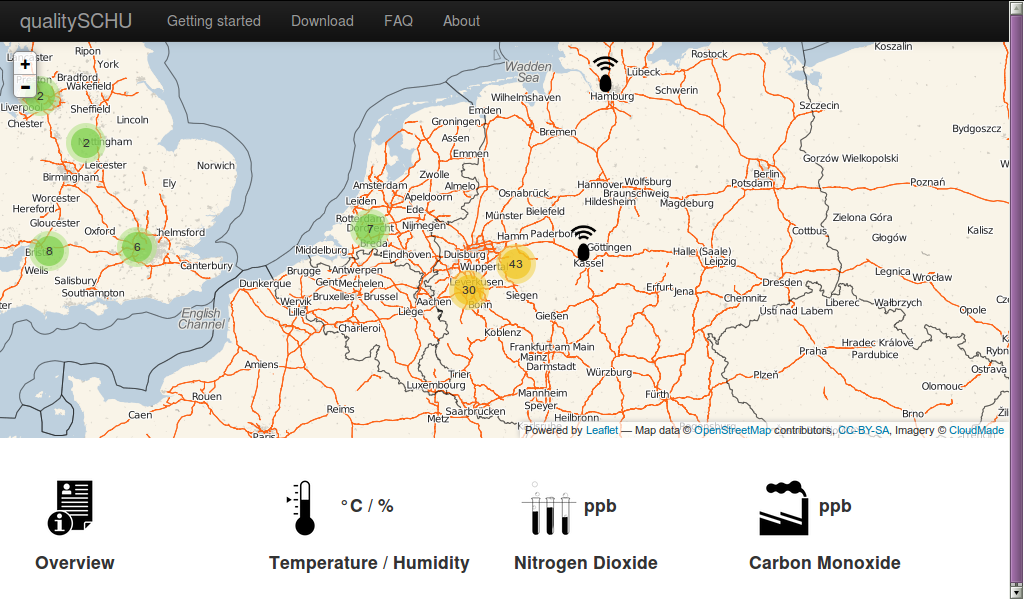 qualitySCHU Getting started Download FAQ About
+
-
Ripon
York
Bradford
Wakefield
2
Liverpool
Sheffield
Chester
Lincoln
2
Leicester
Norwich
Birmingham
Ely
Worcester
Hereford
Gloucester
Oxford
6
8
Wells
Salisbury
Southampton
Canterbury
English
Channel
Wadden
Sea
Wilhelmshaven
Emden
Groningen
Assen
Emmen
Bremen
Hamburg
Lübeck
Schwerin
Rostock
Koszalin
Szczecin
Bydgoszcz
Gorzów Wielkopolski
Berlin
Potsdam
Poznań
Zwolle
Amsterdam
Almelo
Leiden
Apeldoorn
Ede
Rotterdam
Nijmegen
7
Breda
Middelburg
Eindhoven
Osnabrück
Hannover
Wolfsburg
Braunschweig
Hildesheim
Magdeburg
Münster
Bielefeld
Hamm
Göttingen
Kassel
Halle (Saale)
Leipzig
Cottbus
Zielona Góra
Głogów
Kalisz
Duisburg
43
Leverkusen
30
Bonn
Siegen
Brugge
Antwerpen
Gent
Mechelen
Dunkerque
Bruxelles - Brussel
Wervik
Lille
Aachen
Liège
Charleroi
Koblenz
Gießen
Erfurt
Jena
Chemnitz
Dresden
Legnica
Wrocław
Liberec
Wałbrzych
Ústí nad Labem
Opole
Frankfurt am Main
Mainz
Darmstadt
Würzburg
Praha
Hradec Králové
Pardubice
Ostrava
Amiens
Rouen
Caen
Reims
Trier
Luxembourg
Metz
Saarbrücken
Mannheim
Speyer
Heilbronn
Fürth
Plzeň
Olomouc
Brno
Paris
Powered by Leaflet — Map data © OpenStreetMap contributors, CC-BY-SA, Imagery © CloudMade
°C / %
ppb
ppb
Overview
Temperature / Humidity
Nitrogen Dioxide
Carbon Monoxide